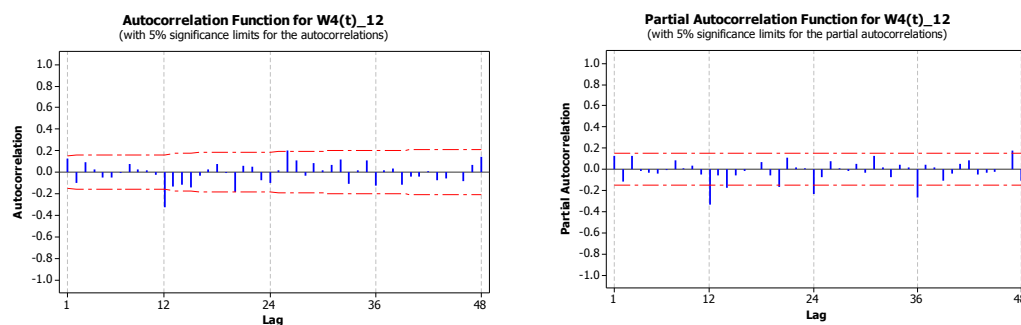 Autocorrelation Function for W4(t)_12
(with 5% significance limits for the autocorrelations)
1.0
0.8
0.6
0.4
0.2
0.0
-0.2
-0.4
-0.6
-0.8
-1.0
Autocorrelation
1 12 24 36 48
Lag
Partial Autocorrelation Function for W4(t)_12
(with 5% significance limits for the partial autocorrelations)
1.0
0.8
0.6
0.4
0.2
0.0
-0.2
-0.4
-0.6
-0.8
-1.0
Partial Autocorrelation
1 12 24 36 48
Lag